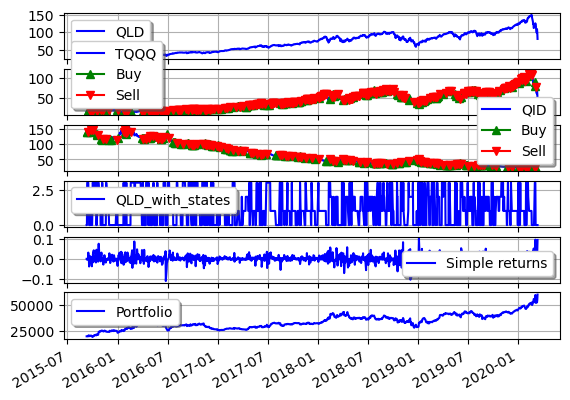 150
100
50
QLD
TQQQ
Buy
Sell
100
50
QID
Buy
Sell
150
100
50
2.5
0.0
QLD_with_states
0.1
0.0
−0.1
Simple returns
50000
25000
Portfolio
2015-07
2016-01
2016-07
2017-01
2017-07
2018-01
2018-07
2019-01
2019-07
2020-01